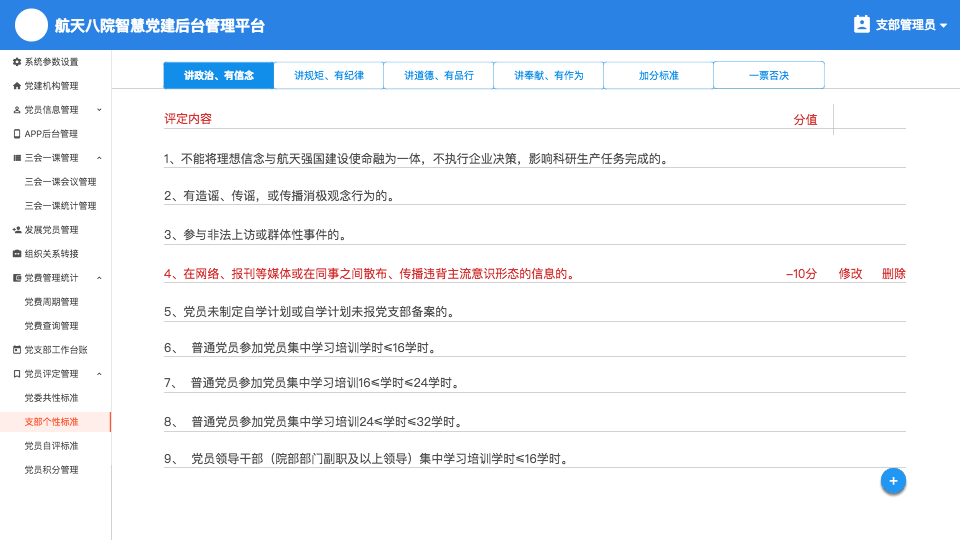 航天八院智慧党建后台管理平台
支部管理员
系统参数设置
党建机构管理
党员信息管理
APP后台管理
三会一课管理
三会一课会议管理
三会一课统计管理
发展党员管理
组织关系转接
党费管理统计
党费周期管理
党费查询管理
党支部工作台账
党员评定管理
党委共性标准
支部个性标准
党员自评标准
党员积分管理
讲政治、有信念
讲规矩、有纪律
讲道德、有品行
讲奉献、有作为
加分标准
一票否决
评定内容 分值
1、不能将理想信念与航天强国建设使命融为一体，不执行企业决策，影响科研生产任务完成的。
2、有造谣、传谣，或传播消极观念行为的。
3、参与非法上访或群体性事件的。
4、在网络、报刊等媒体或在同事之间散布、传播违背主流意识形态的信息的。 -10分 修改 删除
5、党员未制定自学计划或自学计划未报党支部备案的。
6、 普通党员参加党员集中学习培训学时≤16学时。
7、 普通党员参加党员集中学习培训16≤学时≤24学时。
8、 普通党员参加党员集中学习培训24≤学时≤32学时。
9、 党员领导干部（院部部门副职及以上领导）集中学习培训学时≤16学时。